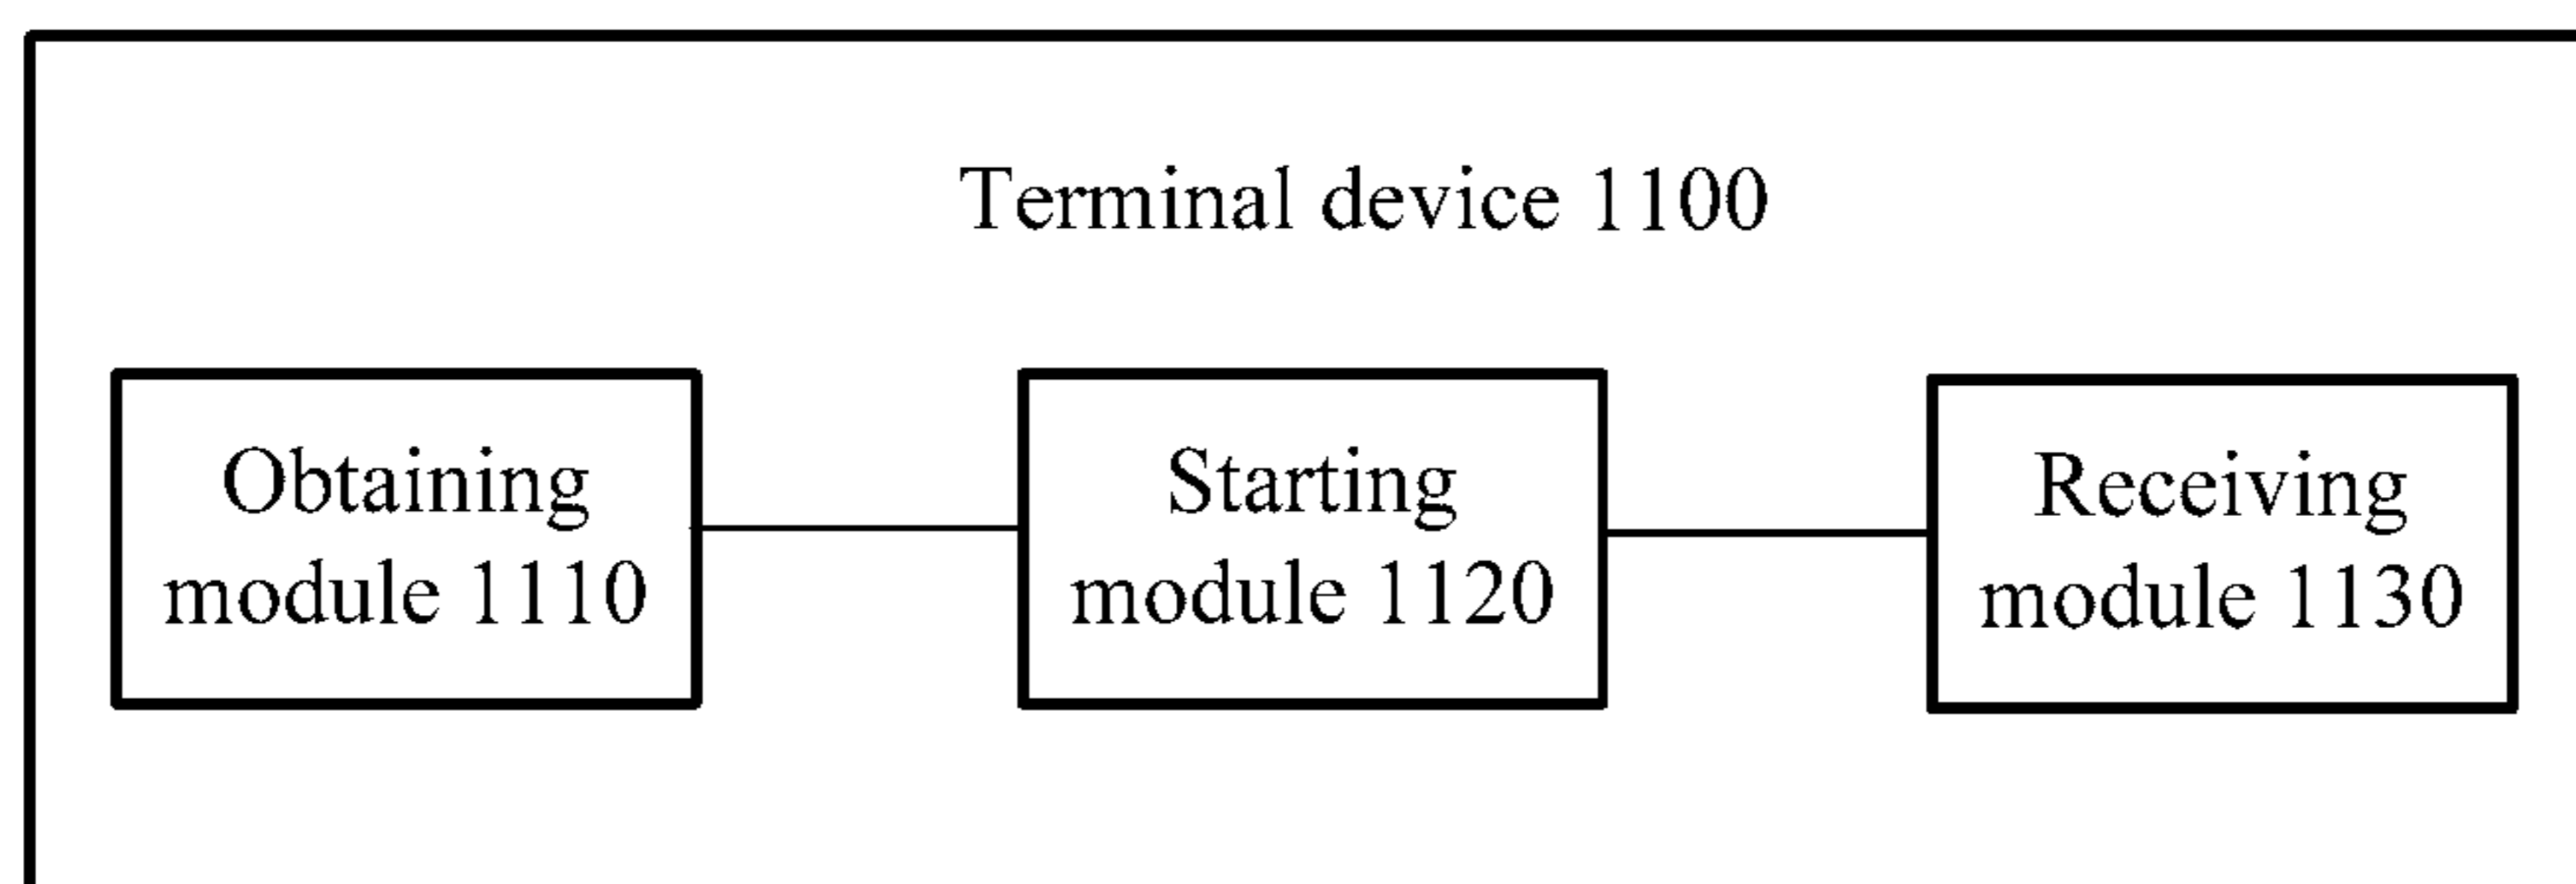 Terminal device 1100
Obtaining
module 1110
Starting
module 1120
Receiving
module 1130